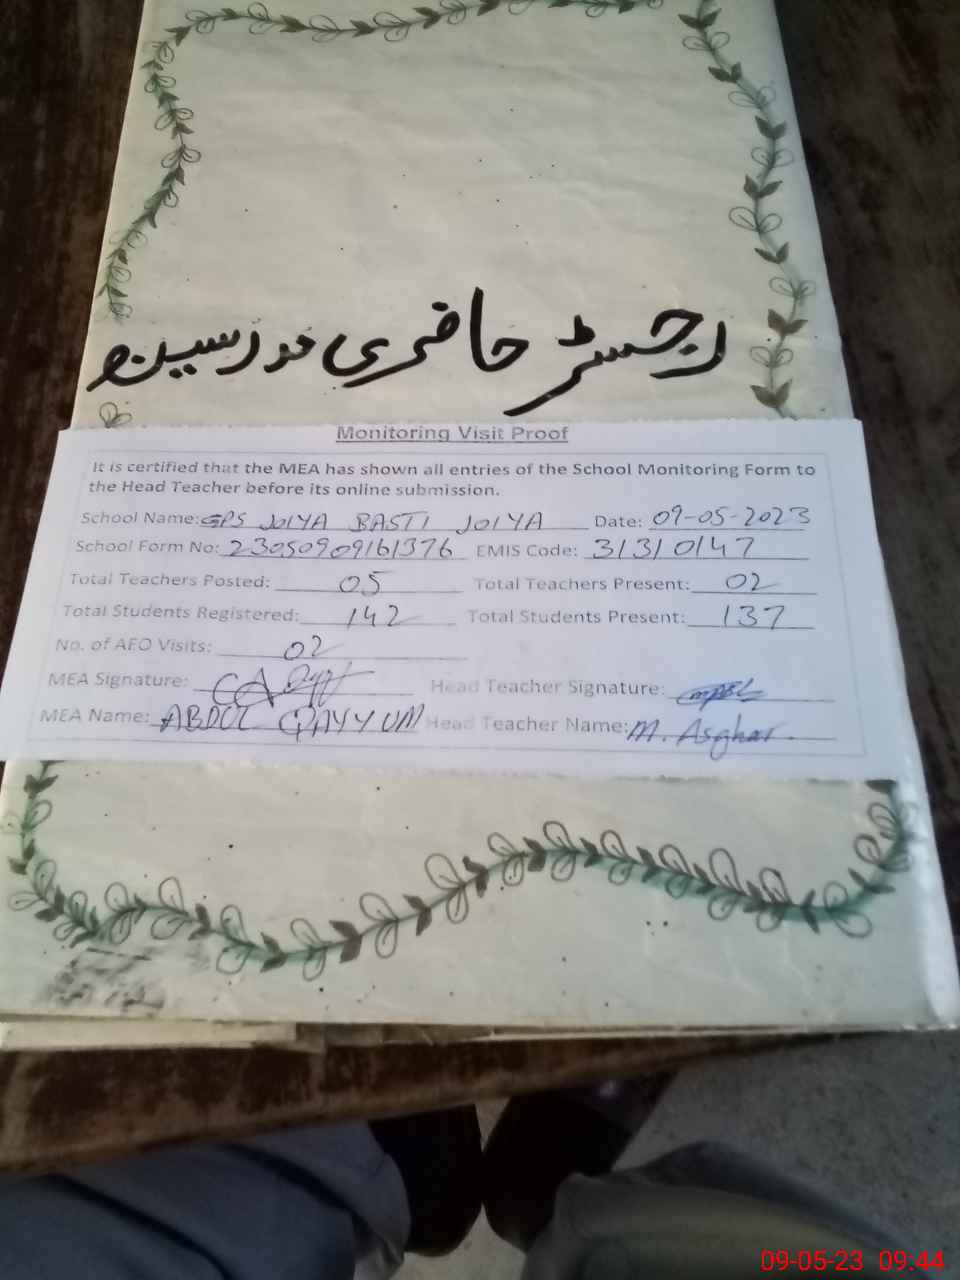 رجسٹر حاضری مدرسین
Monitoring Visit Proof
It is certified that the MEA has shown all entries of the School Monitoring Form to
the Head Teacher before its online submission.
School Name: GPS JOIYA BASTI JOIYA Date: 09-05-2023
School Form No: 23050909161376 EMIS Code: 31310147
Total Teachers Posted: 05 Total Teachers Present: 02
Total Students Registered: 142 Total Students Present: 137
No. of AEO Visits: 02
MEA Signature: Head Teacher Signature:
MEA Name: ABDUL QAYYUM Head Teacher Name: M. Asghar.
09-05-23 09:44